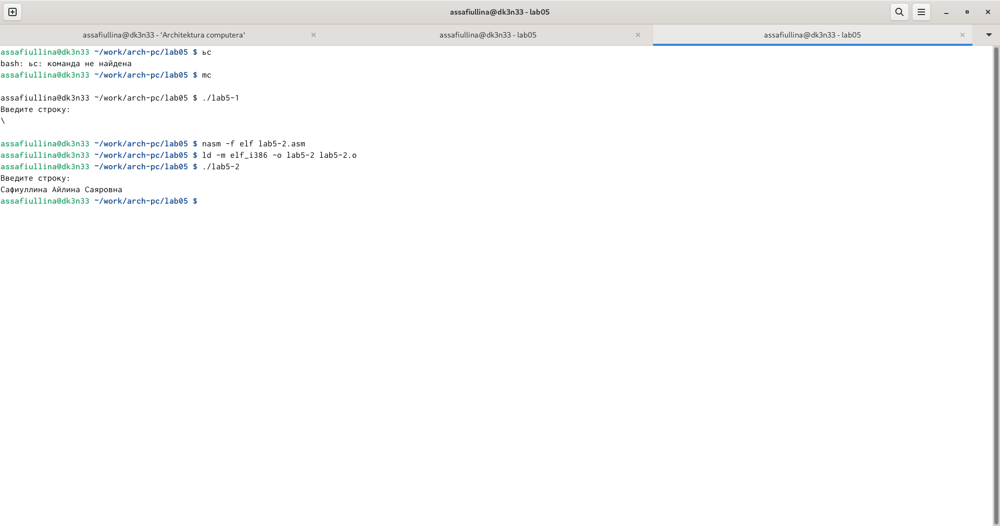 assafiullina@dk3n33 - lab05
assafiullina@dk3n33 - 'Architektura computera'
assafiullina@dk3n33 - lab05
assafiullina@dk3n33 - lab05
assafiullina@dk3n33 ~/work/arch-pc/lab05 $ ьс
bash: ьс: команда не найдена
assafiullina@dk3n33 ~/work/arch-pc/lab05 $ mc
assafiullina@dk3n33 ~/work/arch-pc/lab05 $ ./lab5-1
Введите строку:
\
assafiullina@dk3n33 ~/work/arch-pc/lab05 $ nasm -f elf lab5-2.asm
assafiullina@dk3n33 ~/work/arch-pc/lab05 $ ld -m elf_i386 -o lab5-2 lab5-2.o
assafiullina@dk3n33 ~/work/arch-pc/lab05 $ ./lab5-2
Введите строку:
Сафиуллина Айлина Саяровна
assafiullina@dk3n33 ~/work/arch-pc/lab05 $